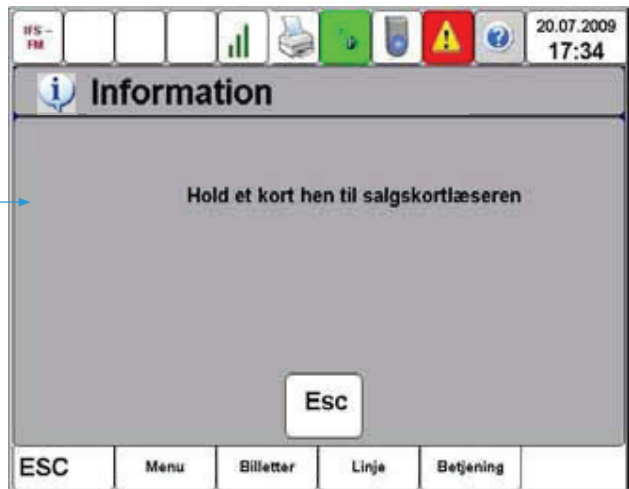 IFS -
FM
20.07.2009
17:34
Information
Hold et kort hen til salgskortlæseren
Esc
ESC Menu Billetter Linje Betjening